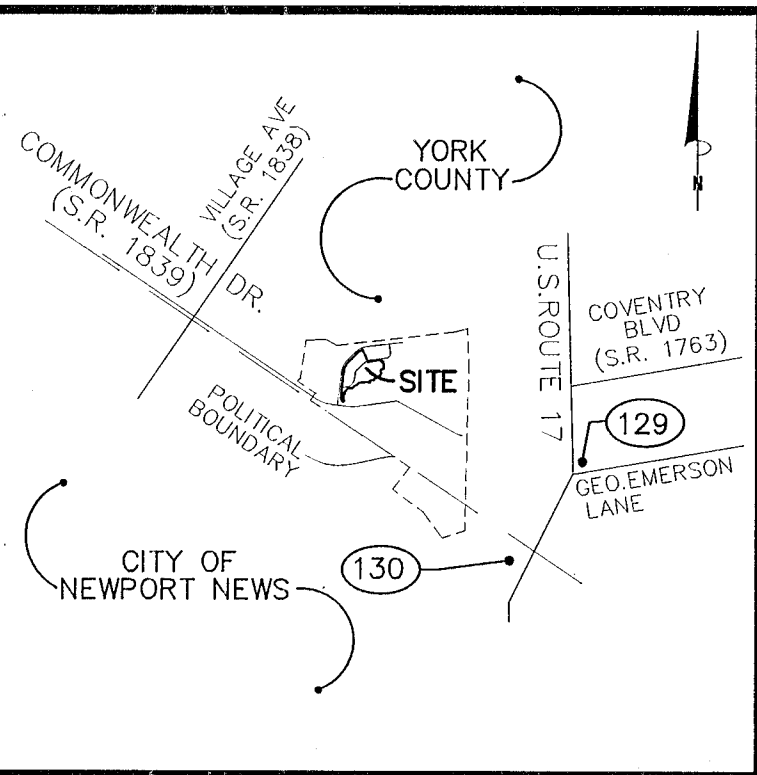 YORK
COUNTY
N
COMMONWEALTH DR.
(S.R. 1839)
VILLAGE AVE
(S.R. 1838)
U.S.ROUTE 17
COVENTRY
BLVD
(S.R. 1763)
SITE
POLITICAL
BOUNDARY
129
GEO.EMERSON
LANE
CITY OF
NEWPORT NEWS
130